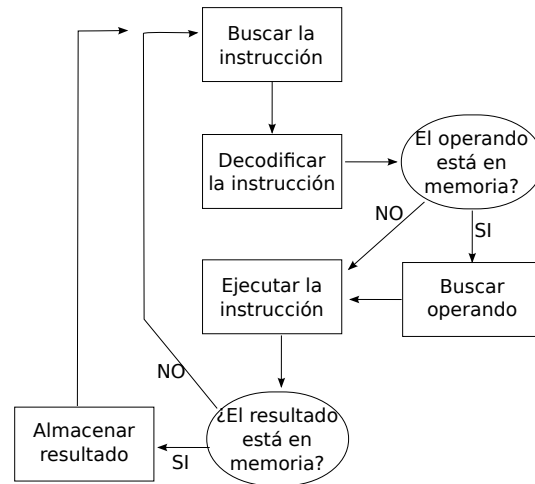 Buscar la
instrucción
Decodificar
la instrucción
El operando
está en
memoria?
NO
SI
Ejecutar la
instrucción
Buscar
operando
NO
¿El resultado
está en
memoria?
SI
Almacenar
resultado